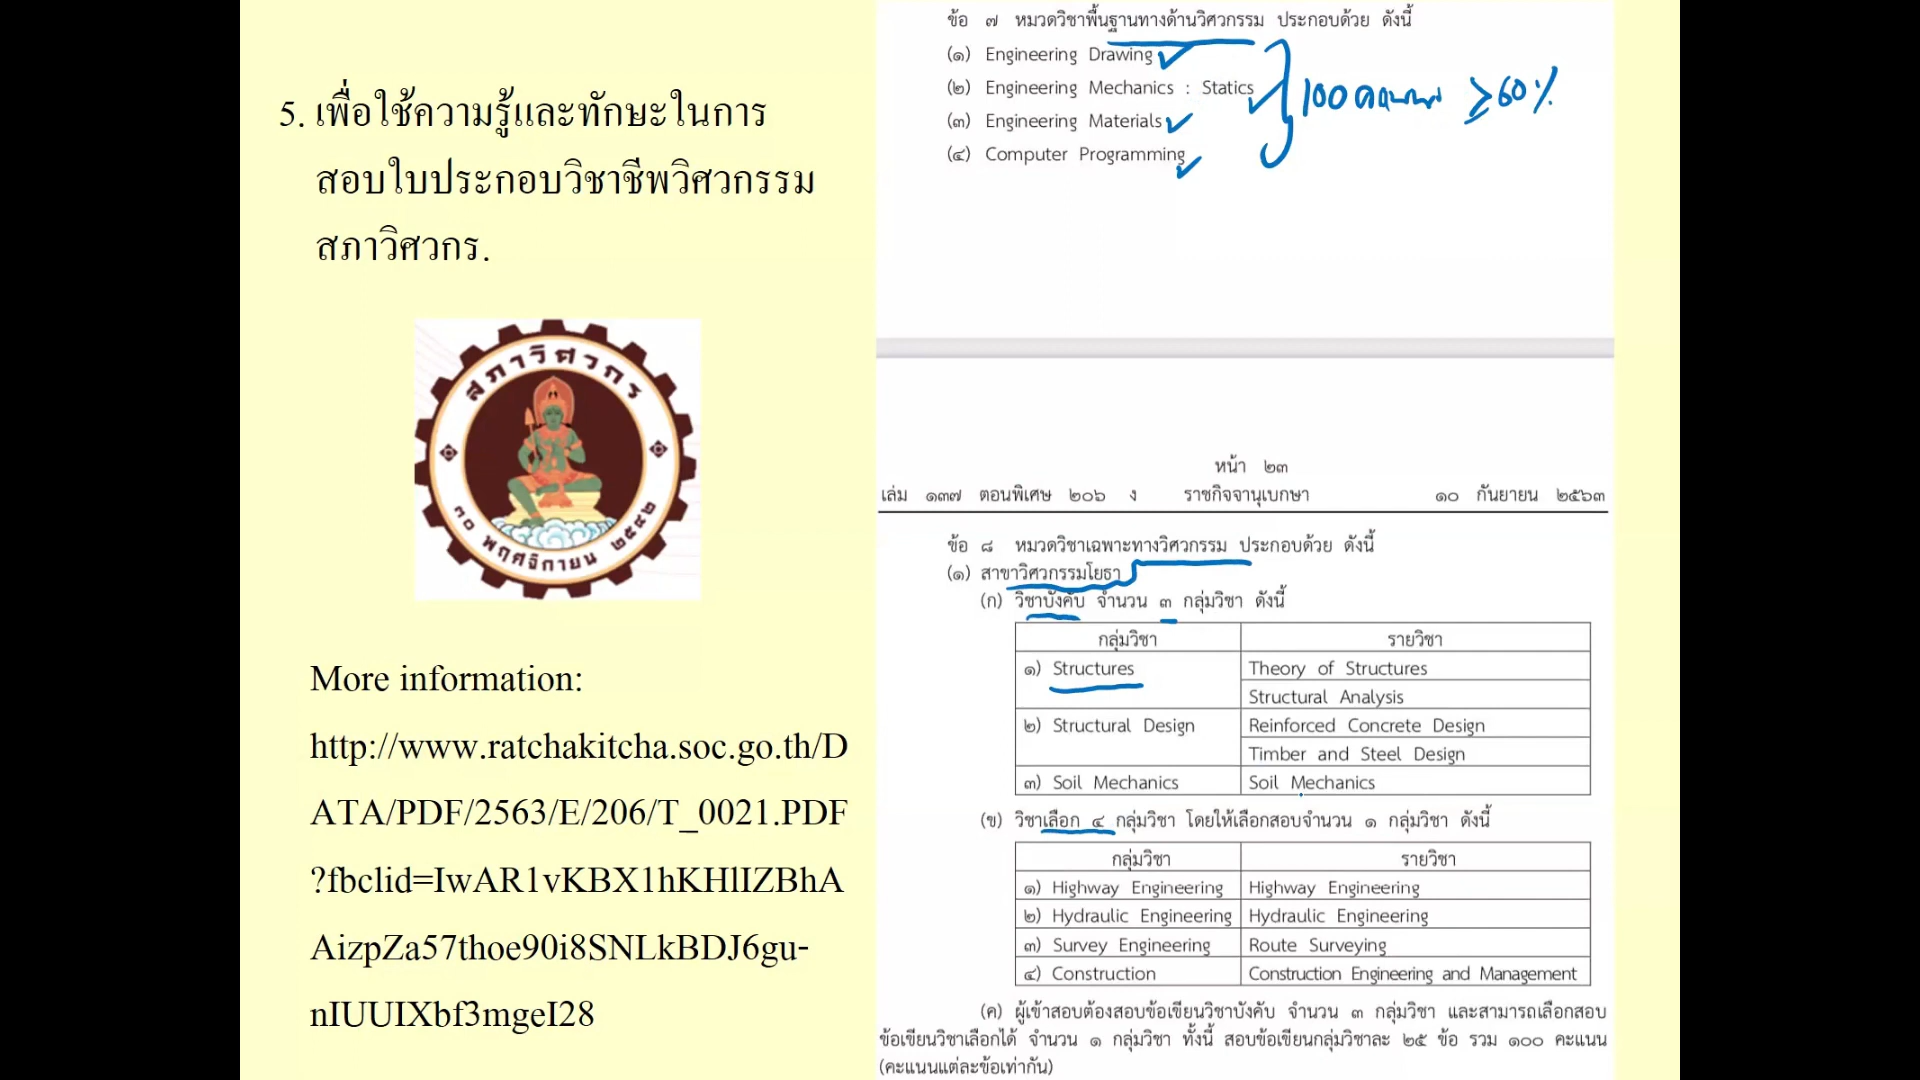 5. เพื่อใช้ความรู้และทักษะในการ
สอบใบประกอบวิชาชีพวิศวกรรม
สภาวิศวกร.
สภาวิศวกร
๓๐ พฤศจิกายน ๒๕๔๒
More information:
http://www.ratchakitcha.soc.go.th/D
ATA/PDF/2563/E/206/T_0021.PDF
?fbclid=IwAR1vKBX1hKHlIZBhA
AizpZa57thoe90i8SNLkBDJ6gu-
nIUUIXbf3mgeI28
ข้อ ๗ หมวดวิชาพื้นฐานทางด้านวิศวกรรม ประกอบด้วย ดังนี้
(๑) Engineering Drawing
(๒) Engineering Mechanics : Statics
(๓) Engineering Materials
(๔) Computer Programming
100 คะแนน ≥ 60 %
หน้า ๒๓
เล่ม ๑๓๗ ตอนพิเศษ ๒๐๖ ง ราชกิจจานุเบกษา ๑๐ กันยายน ๒๕๖๓
ข้อ ๘ หมวดวิชาเฉพาะทางวิศวกรรม ประกอบด้วย ดังนี้
(๑) สาขาวิศวกรรมโยธา
(ก) วิชาบังคับ จำนวน ๓ กลุ่มวิชา ดังนี้
กลุ่มวิชา รายวิชา
๑) Structures Theory of Structures
Structural Analysis
๒) Structural Design Reinforced Concrete Design
Timber and Steel Design
๓) Soil Mechanics Soil Mechanics
(ข) วิชาเลือก ๔ กลุ่มวิชา โดยให้เลือกสอบจำนวน ๑ กลุ่มวิชา ดังนี้
กลุ่มวิชา รายวิชา
๑) Highway Engineering Highway Engineering
๒) Hydraulic Engineering Hydraulic Engineering
๓) Survey Engineering Route Surveying
๔) Construction Construction Engineering and Management
(ค) ผู้เข้าสอบต้องสอบข้อเขียนวิชาบังคับ จำนวน ๓ กลุ่มวิชา และสามารถเลือกสอบ
ข้อเขียนวิชาเลือกได้ จำนวน ๑ กลุ่มวิชา ทั้งนี้ สอบข้อเขียนกลุ่มวิชาละ ๒๕ ข้อ รวม ๑๐๐ คะแนน
(คะแนนแต่ละข้อเท่ากัน)